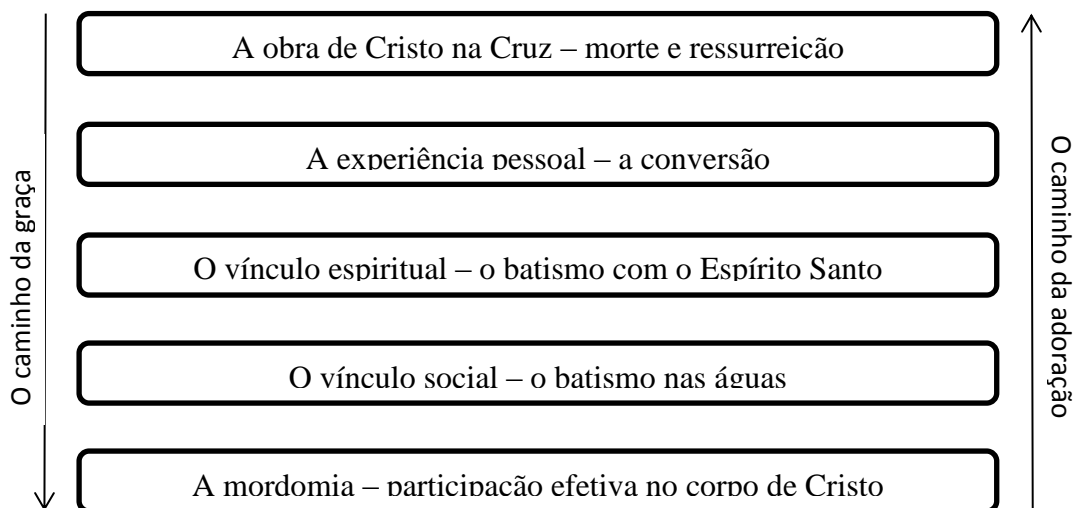 A obra de Cristo na Cruz – morte e ressurreição
A experiência pessoal – a conversão
O vínculo espiritual – o batismo com o Espírito Santo
O vínculo social – o batismo nas águas
A mordomia – participação efetiva no corpo de Cristo
O caminho da graça
O caminho da adoração